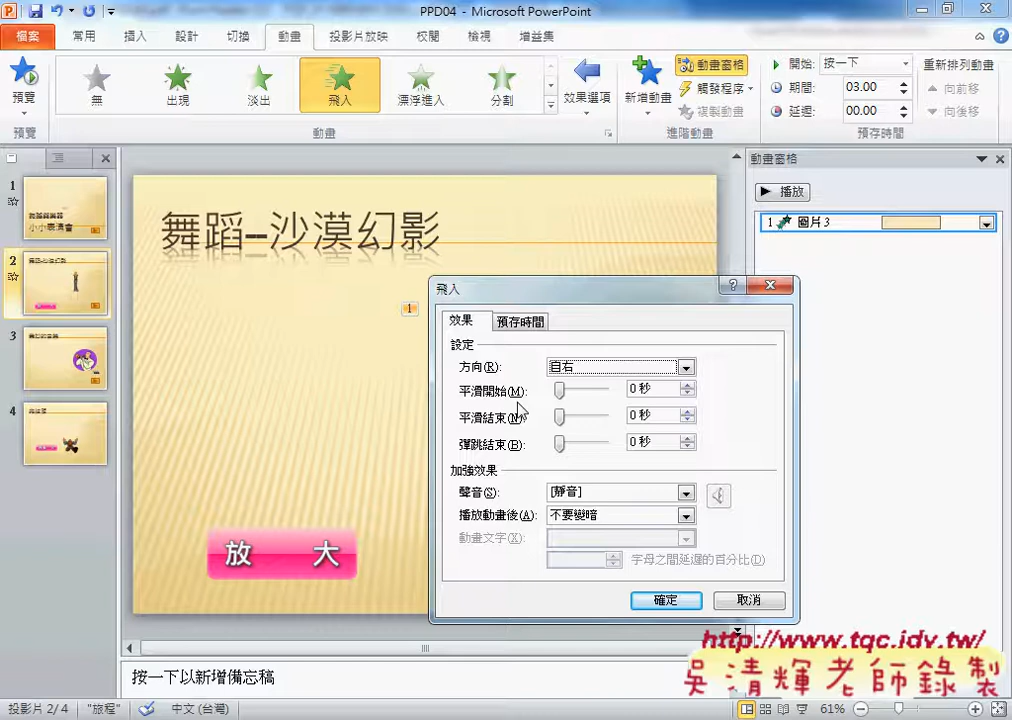 PPD04 - Microsoft PowerPoint
檔案 常用 插入 設計 切換 動畫 投影片放映 校閱 檢視 增益集
預覽 無 出現 淡出 飛入 漂浮進入 分割 效果選項 新增動畫 動畫窗格 觸發程序 複製動畫
開始: 按一下 重新排列動畫
期間: 03.00 向前移
延遲: 00.00 向後移
預覽 動畫 進階動畫 預存時間
1
2
3
4
舞蹈--沙漠幻影
1
放 大
動畫窗格
播放
1 圖片 3
飛入
效果 預存時間
設定
方向(R): 自右
平滑開始(M): 0 秒
平滑結束(N): 0 秒
彈跳結束(B): 0 秒
加強效果
聲音(S): [靜音]
播放動畫後(A): 不要變暗
動畫文字(X):
字母之間延遲的百分比(D)
確定 取消
http://www.tqc.idv.tw/
吳清輝老師錄製
按一下以新增備忘稿
投影片 2/4 "旅程" 中文 (台灣) 61%